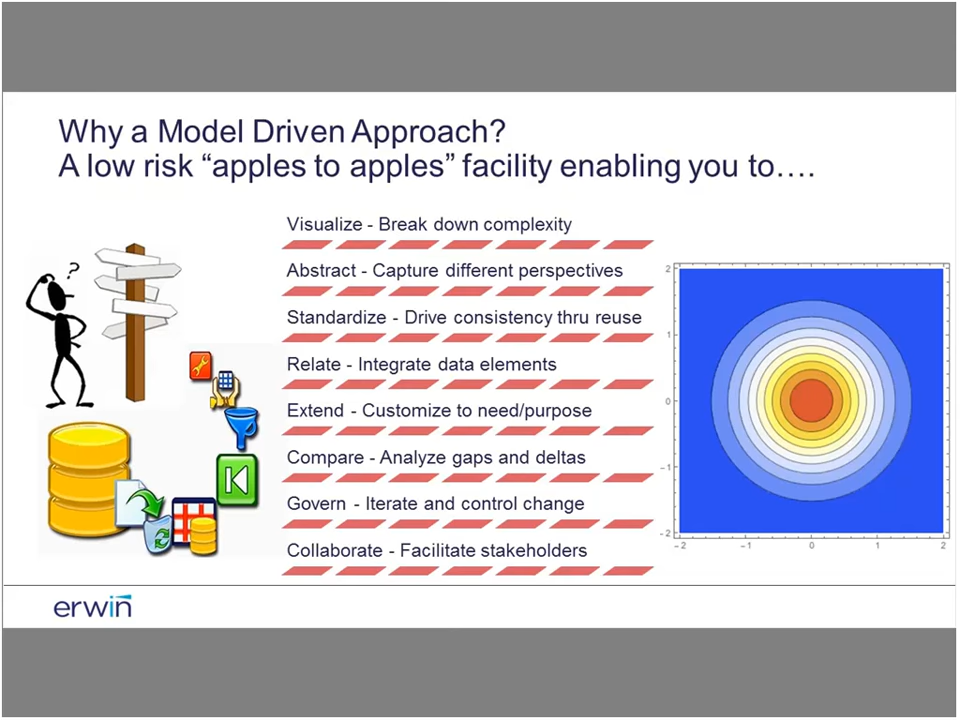 Why a Model Driven Approach?
A low risk “apples to apples” facility enabling you to….
Visualize - Break down complexity
Abstract - Capture different perspectives
Standardize - Drive consistency thru reuse
Relate - Integrate data elements
Extend - Customize to need/purpose
Compare - Analyze gaps and deltas
Govern - Iterate and control change
Collaborate - Facilitate stakeholders
?
2
1
0
-1
-2
-2 -1 0 1 2
erwin